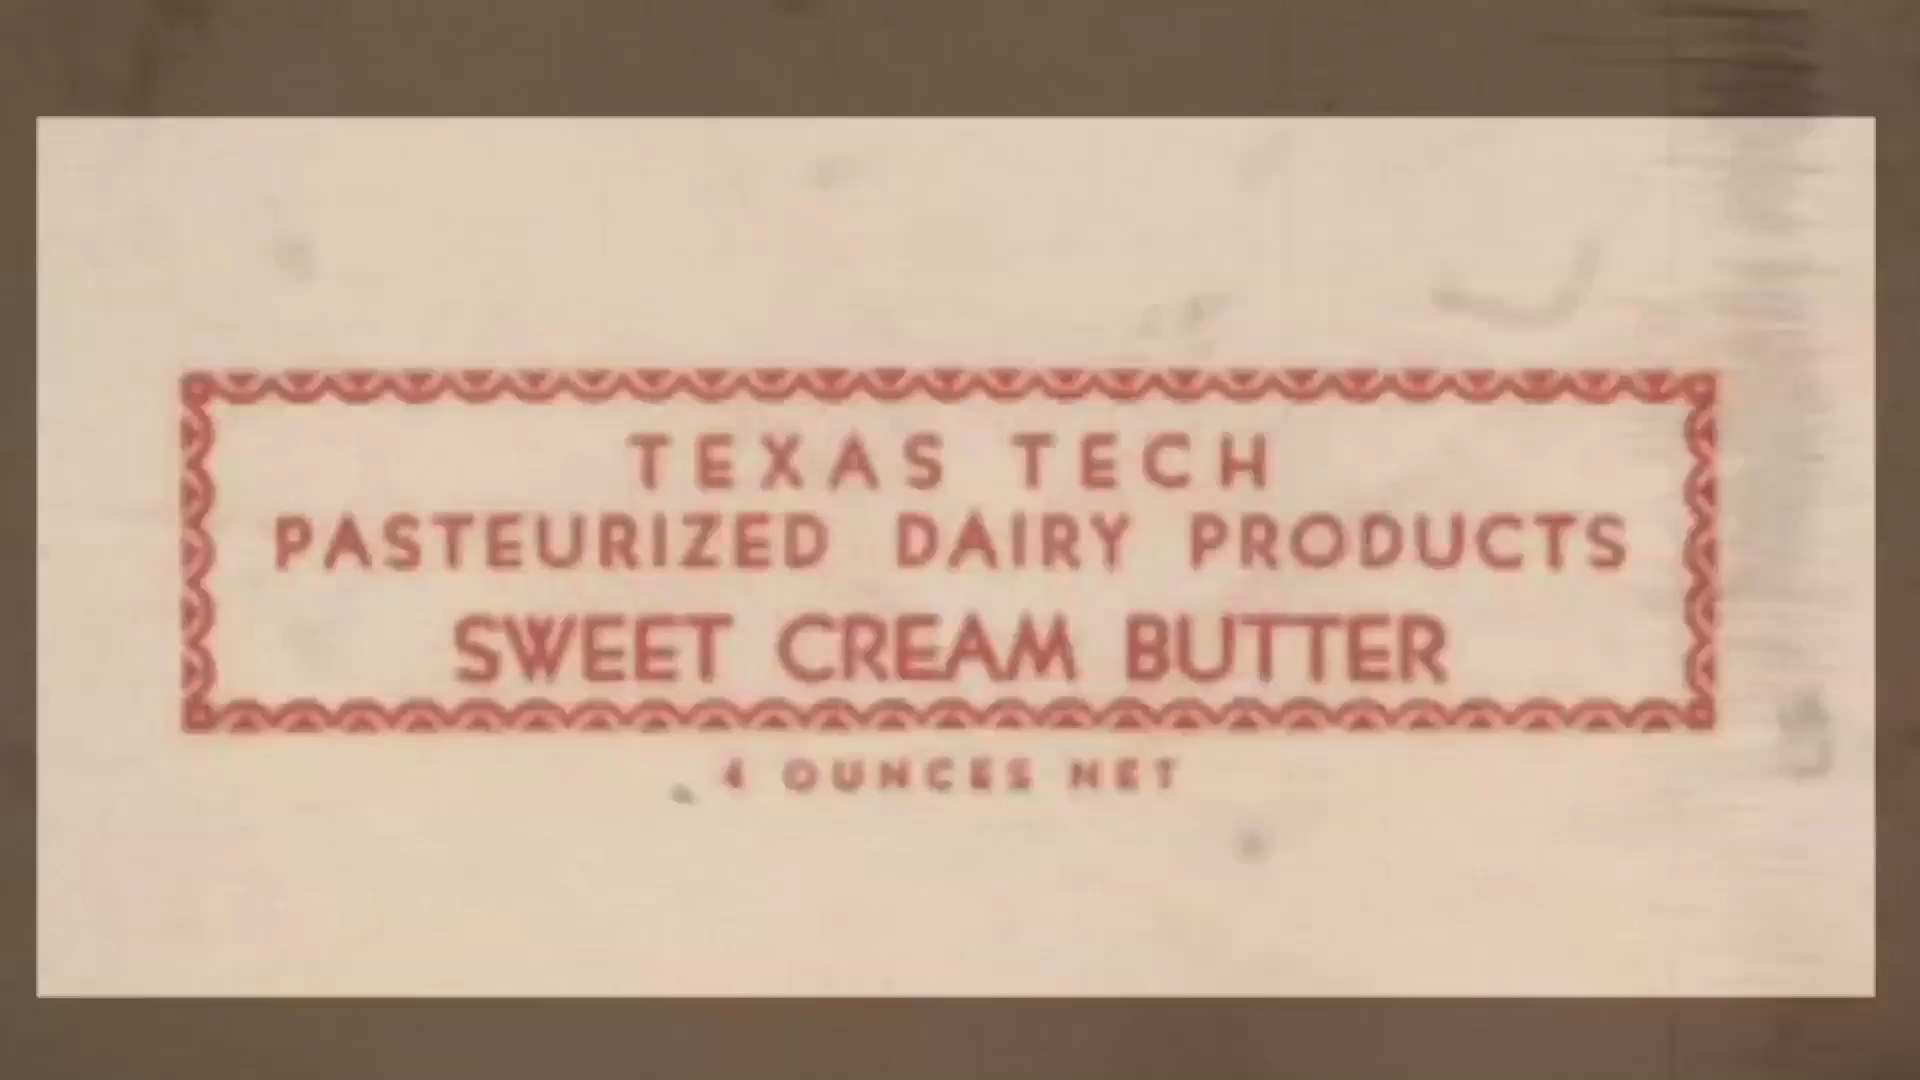 TEXAS TECH
PASTEURIZED DAIRY PRODUCTS
SWEET CREAM BUTTER
4 OUNCES NET